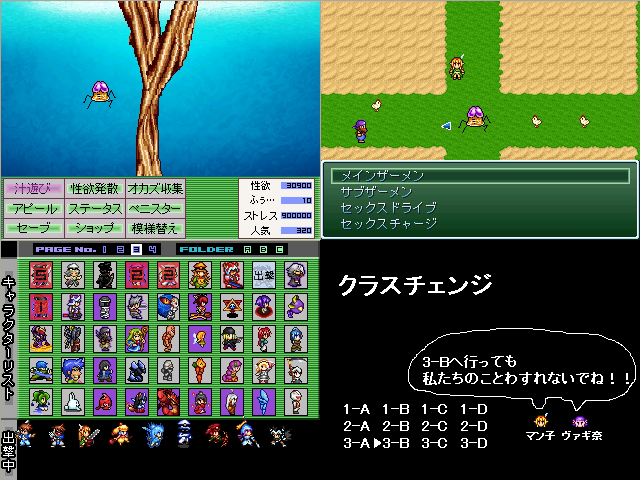 汁遊び 性欲発散 オカズ収集
アピール ステータス ペニスター
セーブ ショップ 模様替え
性欲 30900
ふぅ… 10
ストレス 900000
人気 320
メインザーメン
サブザーメン
セックスドライブ
セックスチャージ
PAGE No. 1 2 3 4 FOLDER A B C
キャラクターリスト
出撃
出撃中
クラスチェンジ
3-Bへ行っても
私たちのことわすれないでね！！
1-A 1-B 1-C 1-D
2-A 2-B 2-C 2-D
3-A ▶3-B 3-C 3-D
マン子 ヴァギ奈